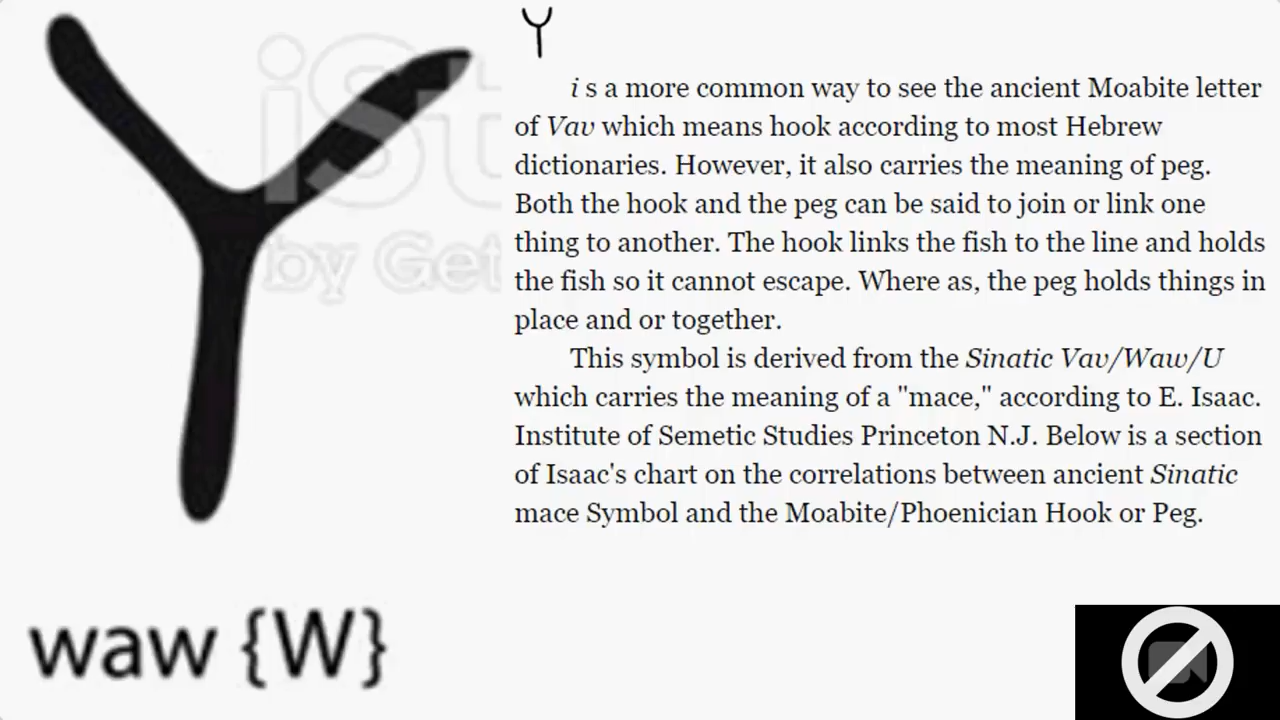 Y
i s a more common way to see the ancient Moabite letter
of Vav which means hook according to most Hebrew
dictionaries. However, it also carries the meaning of peg.
Both the hook and the peg can be said to join or link one
thing to another. The hook links the fish to the line and holds
the fish so it cannot escape. Where as, the peg holds things in
place and or together.
This symbol is derived from the Sinatic Vav/Waw/U
which carries the meaning of a "mace," according to E. Isaac.
Institute of Semetic Studies Princeton N.J. Below is a section
of Isaac's chart on the correlations between ancient Sinatic
mace Symbol and the Moabite/Phoenician Hook or Peg.
iSt
by Get
waw {W}